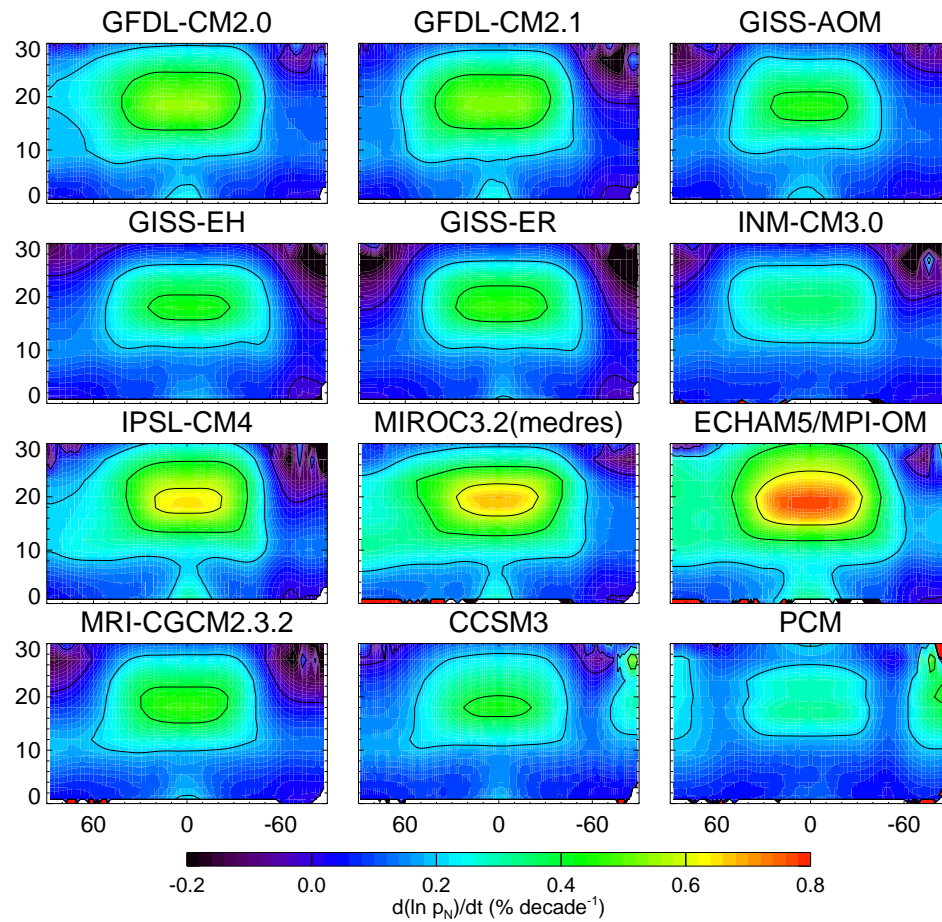 GFDL-CM2.0 GFDL-CM2.1 GISS-AOM
30
20
10
0
GISS-EH GISS-ER INM-CM3.0
30
20
10
0
IPSL-CM4 MIROC3.2(medres) ECHAM5/MPI-OM
30
20
10
0
MRI-CGCM2.3.2 CCSM3 PCM
30
20
10
0
60 0 -60 60 0 -60 60 0 -60
-0.2 0.0 0.2 0.4 0.6 0.8
d(ln p_N)/dt (% decade⁻¹)